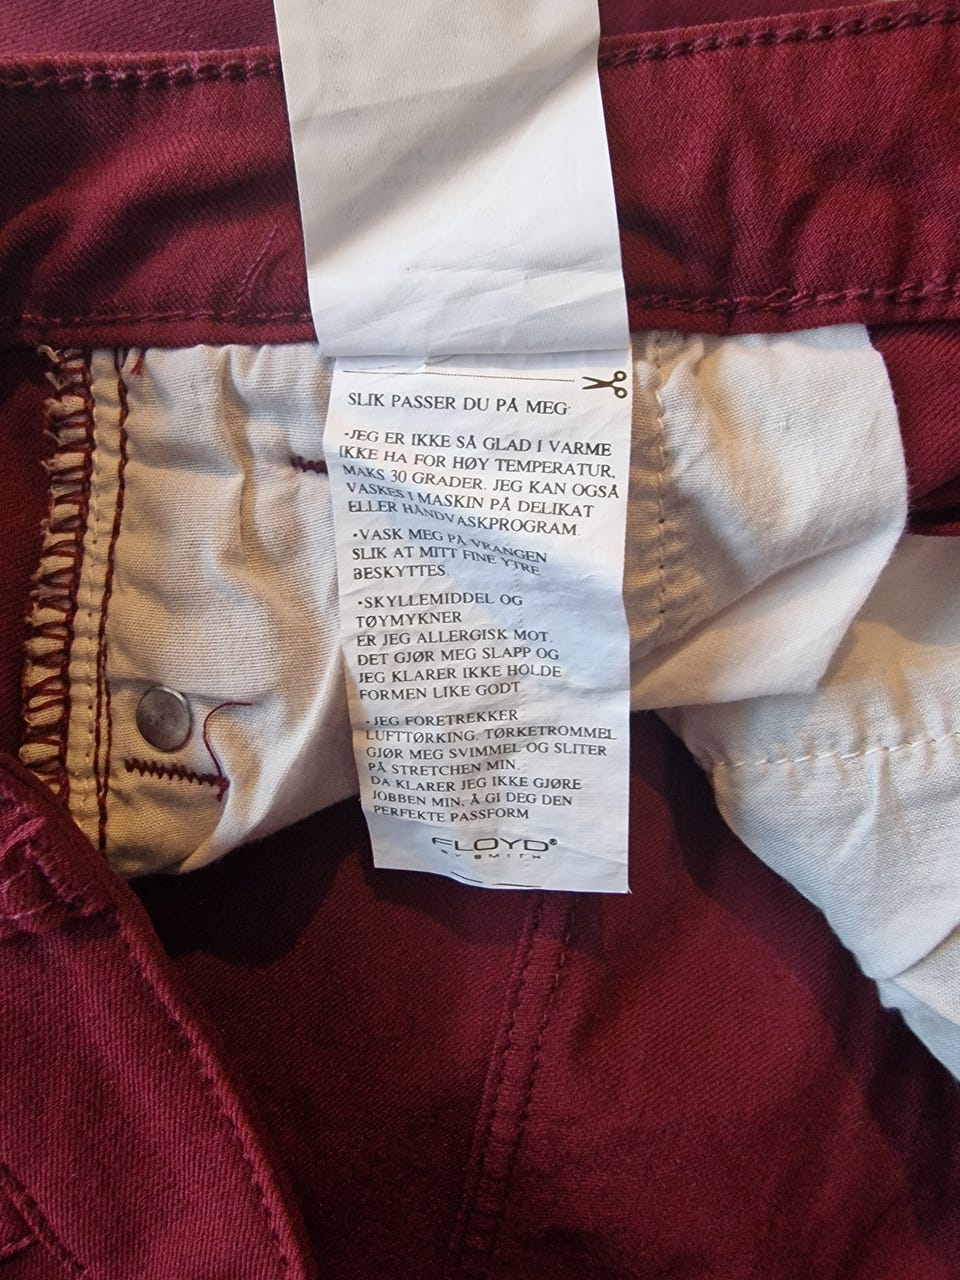 SLIK PASSER DU PÅ MEG:
-JEG ER IKKE SÅ GLAD I VARME
IKKE HA FOR HØY TEMPERATUR,
MAKS 30 GRADER. JEG KAN OGSÅ
VASKES I MASKIN PÅ DELIKAT
ELLER HÅNDVASKPROGRAM.
•VASK MEG PÅ VRANGEN
SLIK AT MITT FINE YTRE
BESKYTTES.
•SKYLLEMIDDEL OG
TØYMYKNER
ER JEG ALLERGISK MOT.
DET GJØR MEG SLAPP OG
JEG KLARER IKKE HOLDE
FORMEN LIKE GODT.
-JEG FORETREKKER
LUFTTØRKING. TØRKETROMMEL
GJØR MEG SVIMMEL OG SLITER
PÅ STRETCHEN MIN.
DA KLARER JEG IKKE GJØRE
JOBBEN MIN, Å GI DEG DEN
PERFEKTE PASSFORM
FLOYD®
BY SMITH